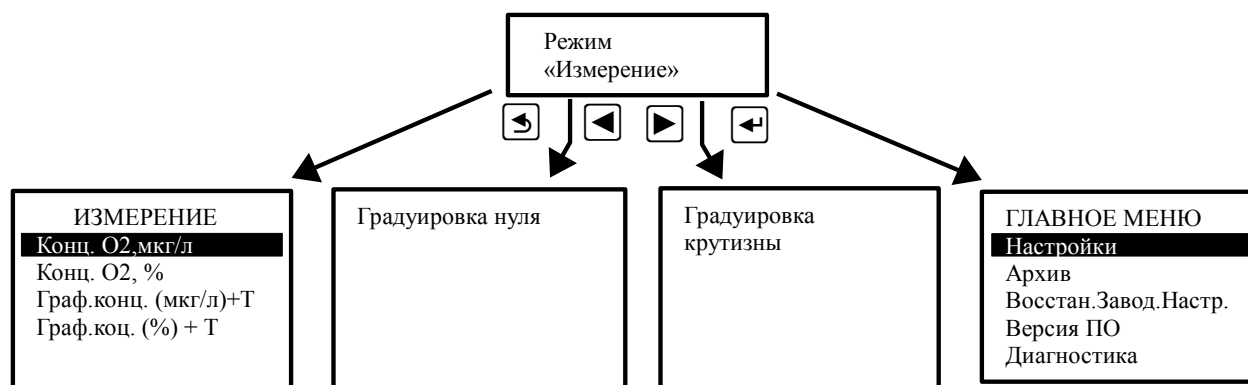 Режим
«Измерение»
ИЗМЕРЕНИЕ
Конц. О2,мкг/л
Конц. О2, %
Граф.конц. (мкг/л)+Т
Граф.коц. (%) + Т
Градуировка нуля
Градуировка
крутизны
ГЛАВНОЕ МЕНЮ
Настройки
Архив
Восстан.Завод.Настр.
Версия ПО
Диагностика